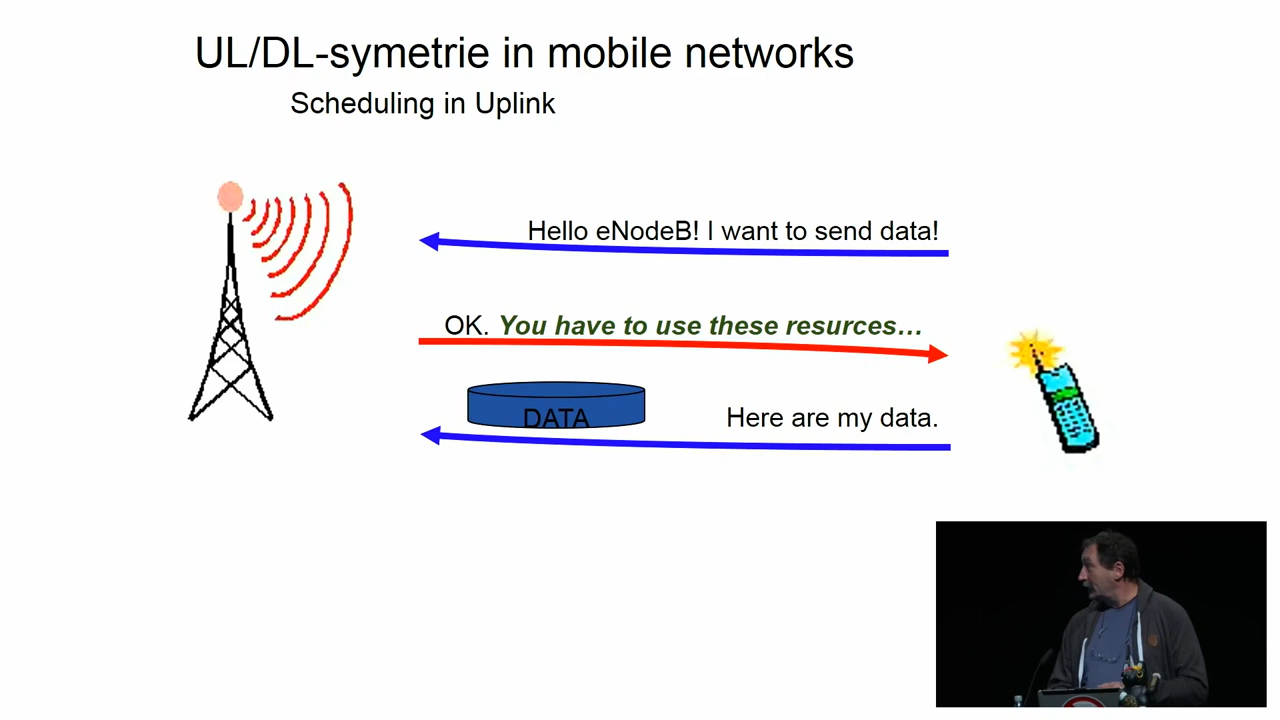 UL/DL-symetrie in mobile networks
Scheduling in Uplink
Hello eNodeB! I want to send data!
OK. You have to use these resurces...
DATA
Here are my data.